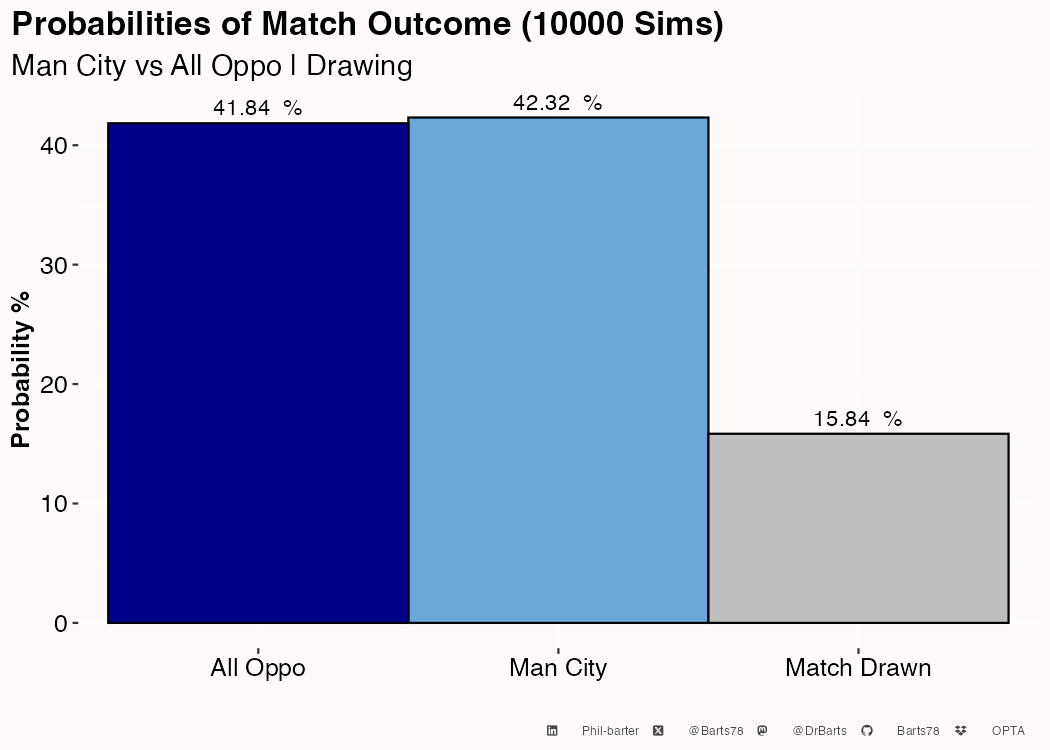 Probabilities of Match Outcome (10000 Sims)
Man City vs All Oppo | Drawing
41.84 %
42.32 %
15.84 %
Probability %
40
30
20
10
0
All Oppo
Man City
Match Drawn
Phil-barter @Barts78 @DrBarts Barts78 OPTA